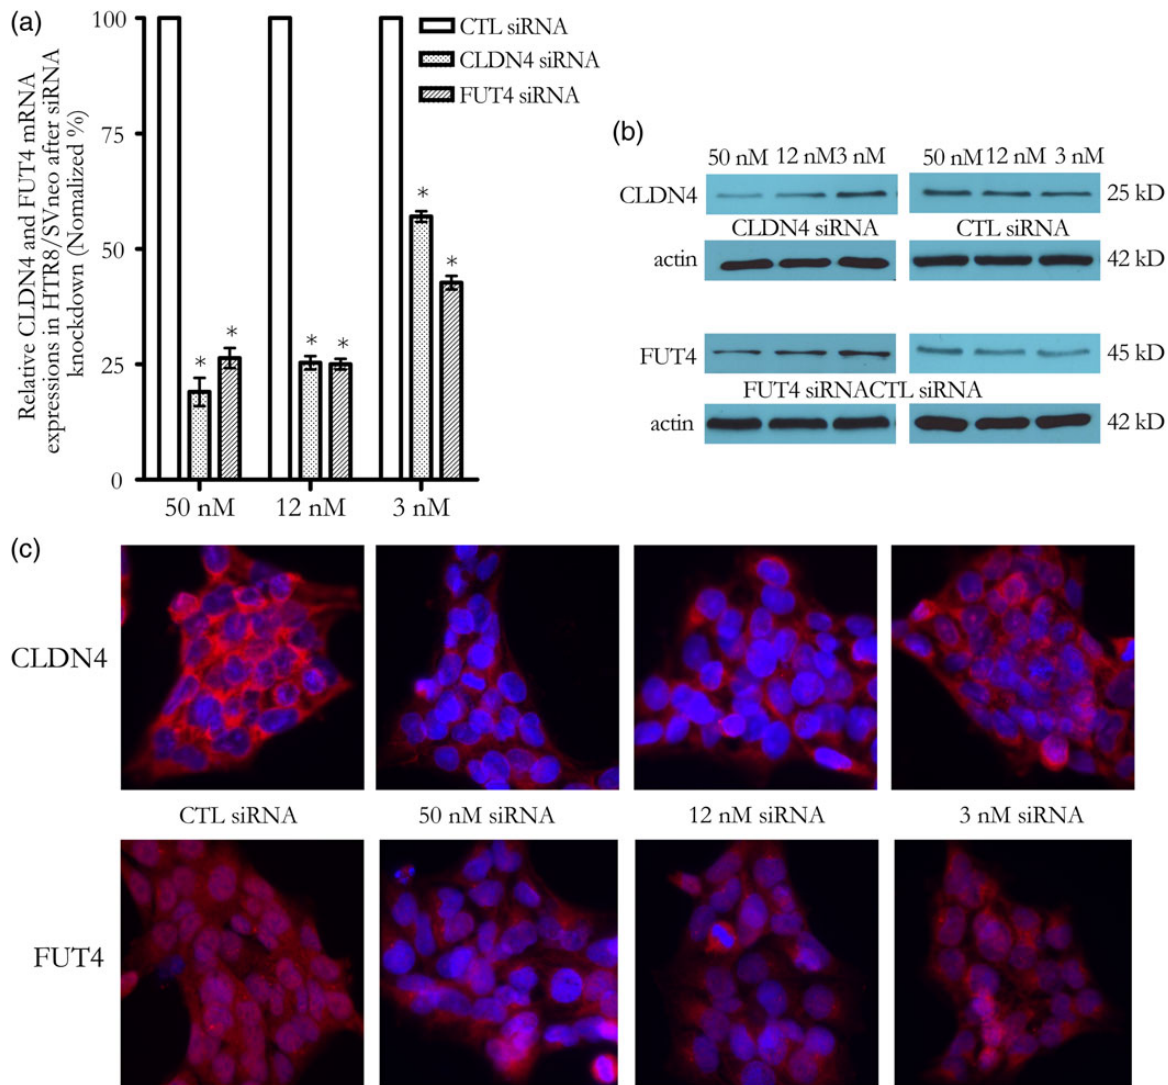 (a)
100
75
50
25
0
Relative CLDN4 and FUT4 mRNA
expressions in HTR8/SVneo after siRNA
knockdown (Nomalized %)
CTL siRNA
CLDN4 siRNA
FUT4 siRNA
* * * * * *
50 nM 12 nM 3 nM
(b)
50 nM 12 nM3 nM 50 nM 12 nM 3 nM
CLDN4 25 kD
CLDN4 siRNA CTL siRNA
actin 42 kD
FUT4 45 kD
FUT4 siRNACTL siRNA
actin 42 kD
(c)
CLDN4
CTL siRNA 50 nM siRNA 12 nM siRNA 3 nM siRNA
FUT4